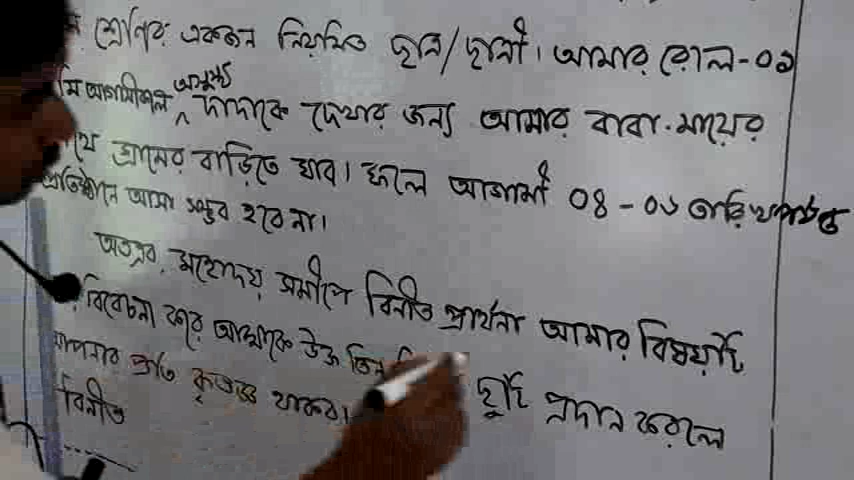 শ্রেণির একজন নিয়মিত ছাত্র/ছাত্রী। আমার রোল-০১
আগামীকাল অসুস্থ দাদাকে দেখার জন্য আমার বাবা-মায়ের
গ্রামের বাড়িতে যাব। ফলে আগামী ০৪-০৬ তারিখ পর্যন্ত
প্রতিষ্ঠানে আসা সম্ভব হবে না।
অতএব, মহোদয় সমীপে বিনীত প্রার্থনা আমার বিষয়টি
বিবেচনা করে আমাকে উক্ত তিন ছুটি প্রদান করলে
আপনার প্রতি কৃতজ্ঞ থাকব।
বিনীত